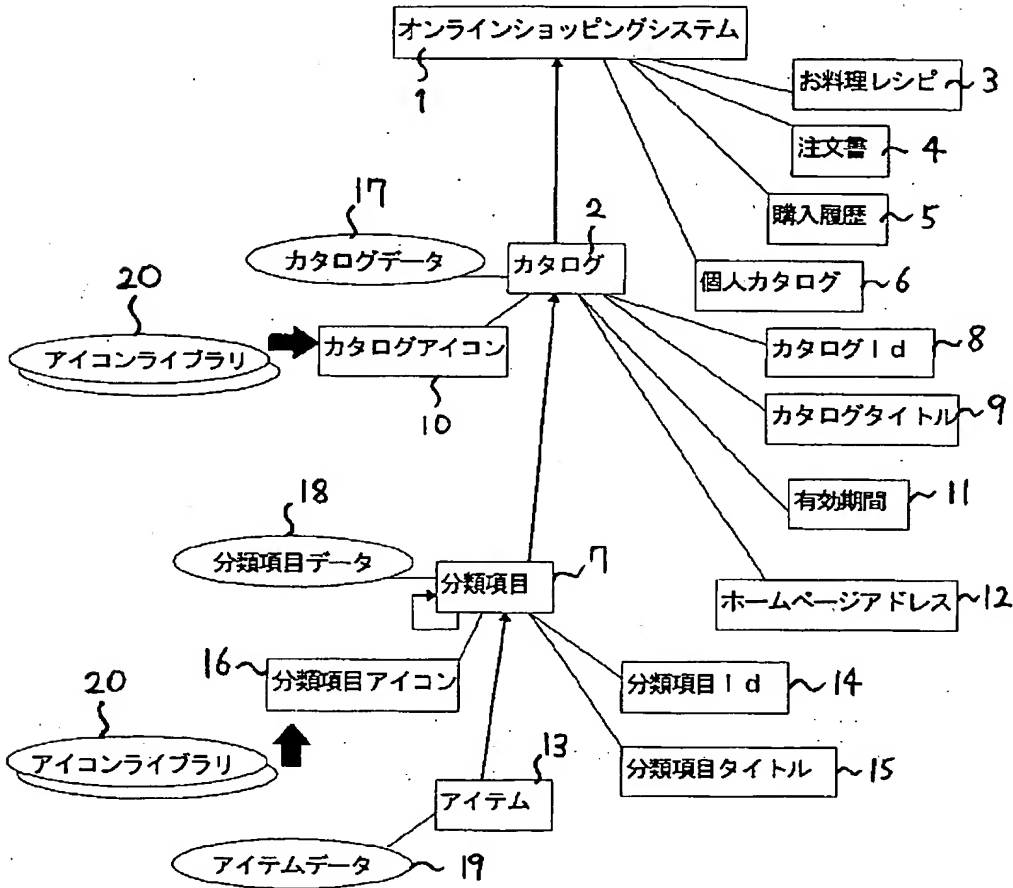 オンラインショッピングシステム
1
お料理レシピ 3
注文書 4
17
購入履歴 5
2
カタログデータ
カタログ
個人カタログ 6
20
アイコンライブラリ
カタログアイコン
カタログId 8
10
カタログタイトル 9
18
有効期間 11
分類項目データ
分類項目 7
ホームページアドレス 12
16 分類項目アイコン
分類項目Id 14
20
アイコンライブラリ
13
分類項目タイトル 15
アイテム
アイテムデータ 19